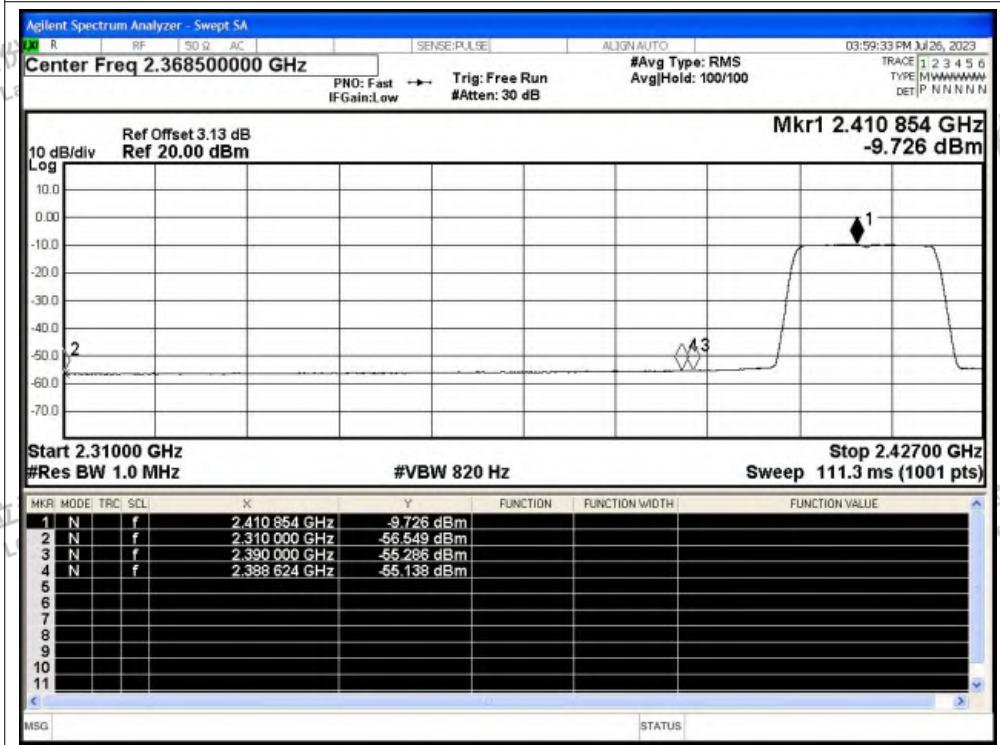 Agilent Spectrum Analyzer - Swept SA
R RF 50 Ω AC SENSE:PULSE ALIGN AUTO 03:59:33 PM Jul 26, 2023
Center Freq 2.368500000 GHz #Avg Type: RMS TRACE 1 2 3 4 5 6
PNO: Fast Trig: Free Run Avg|Hold: 100/100 TYPE MWWWWW
IFGain:Low #Atten: 30 dB DET P N N N N N
Mkr1 2.410 854 GHz
Ref Offset 3.13 dB -9.726 dBm
10 dB/div Ref 20.00 dBm
Log
10.0
0.00
1
-10.0
-20.0
-30.0
-40.0
-50.0 2 4 3
-60.0
-70.0
Start 2.31000 GHz Stop 2.42700 GHz
#Res BW 1.0 MHz #VBW 820 Hz Sweep 111.3 ms (1001 pts)
MKR MODE TRC SCL X Y FUNCTION FUNCTION WIDTH FUNCTION VALUE
1 N f 2.410 854 GHz -9.726 dBm
2 N f 2.310 000 GHz -56.549 dBm
3 N f 2.390 000 GHz -55.286 dBm
4 N f 2.388 624 GHz -55.138 dBm
5
6
7
8
9
10
11
MSG STATUS